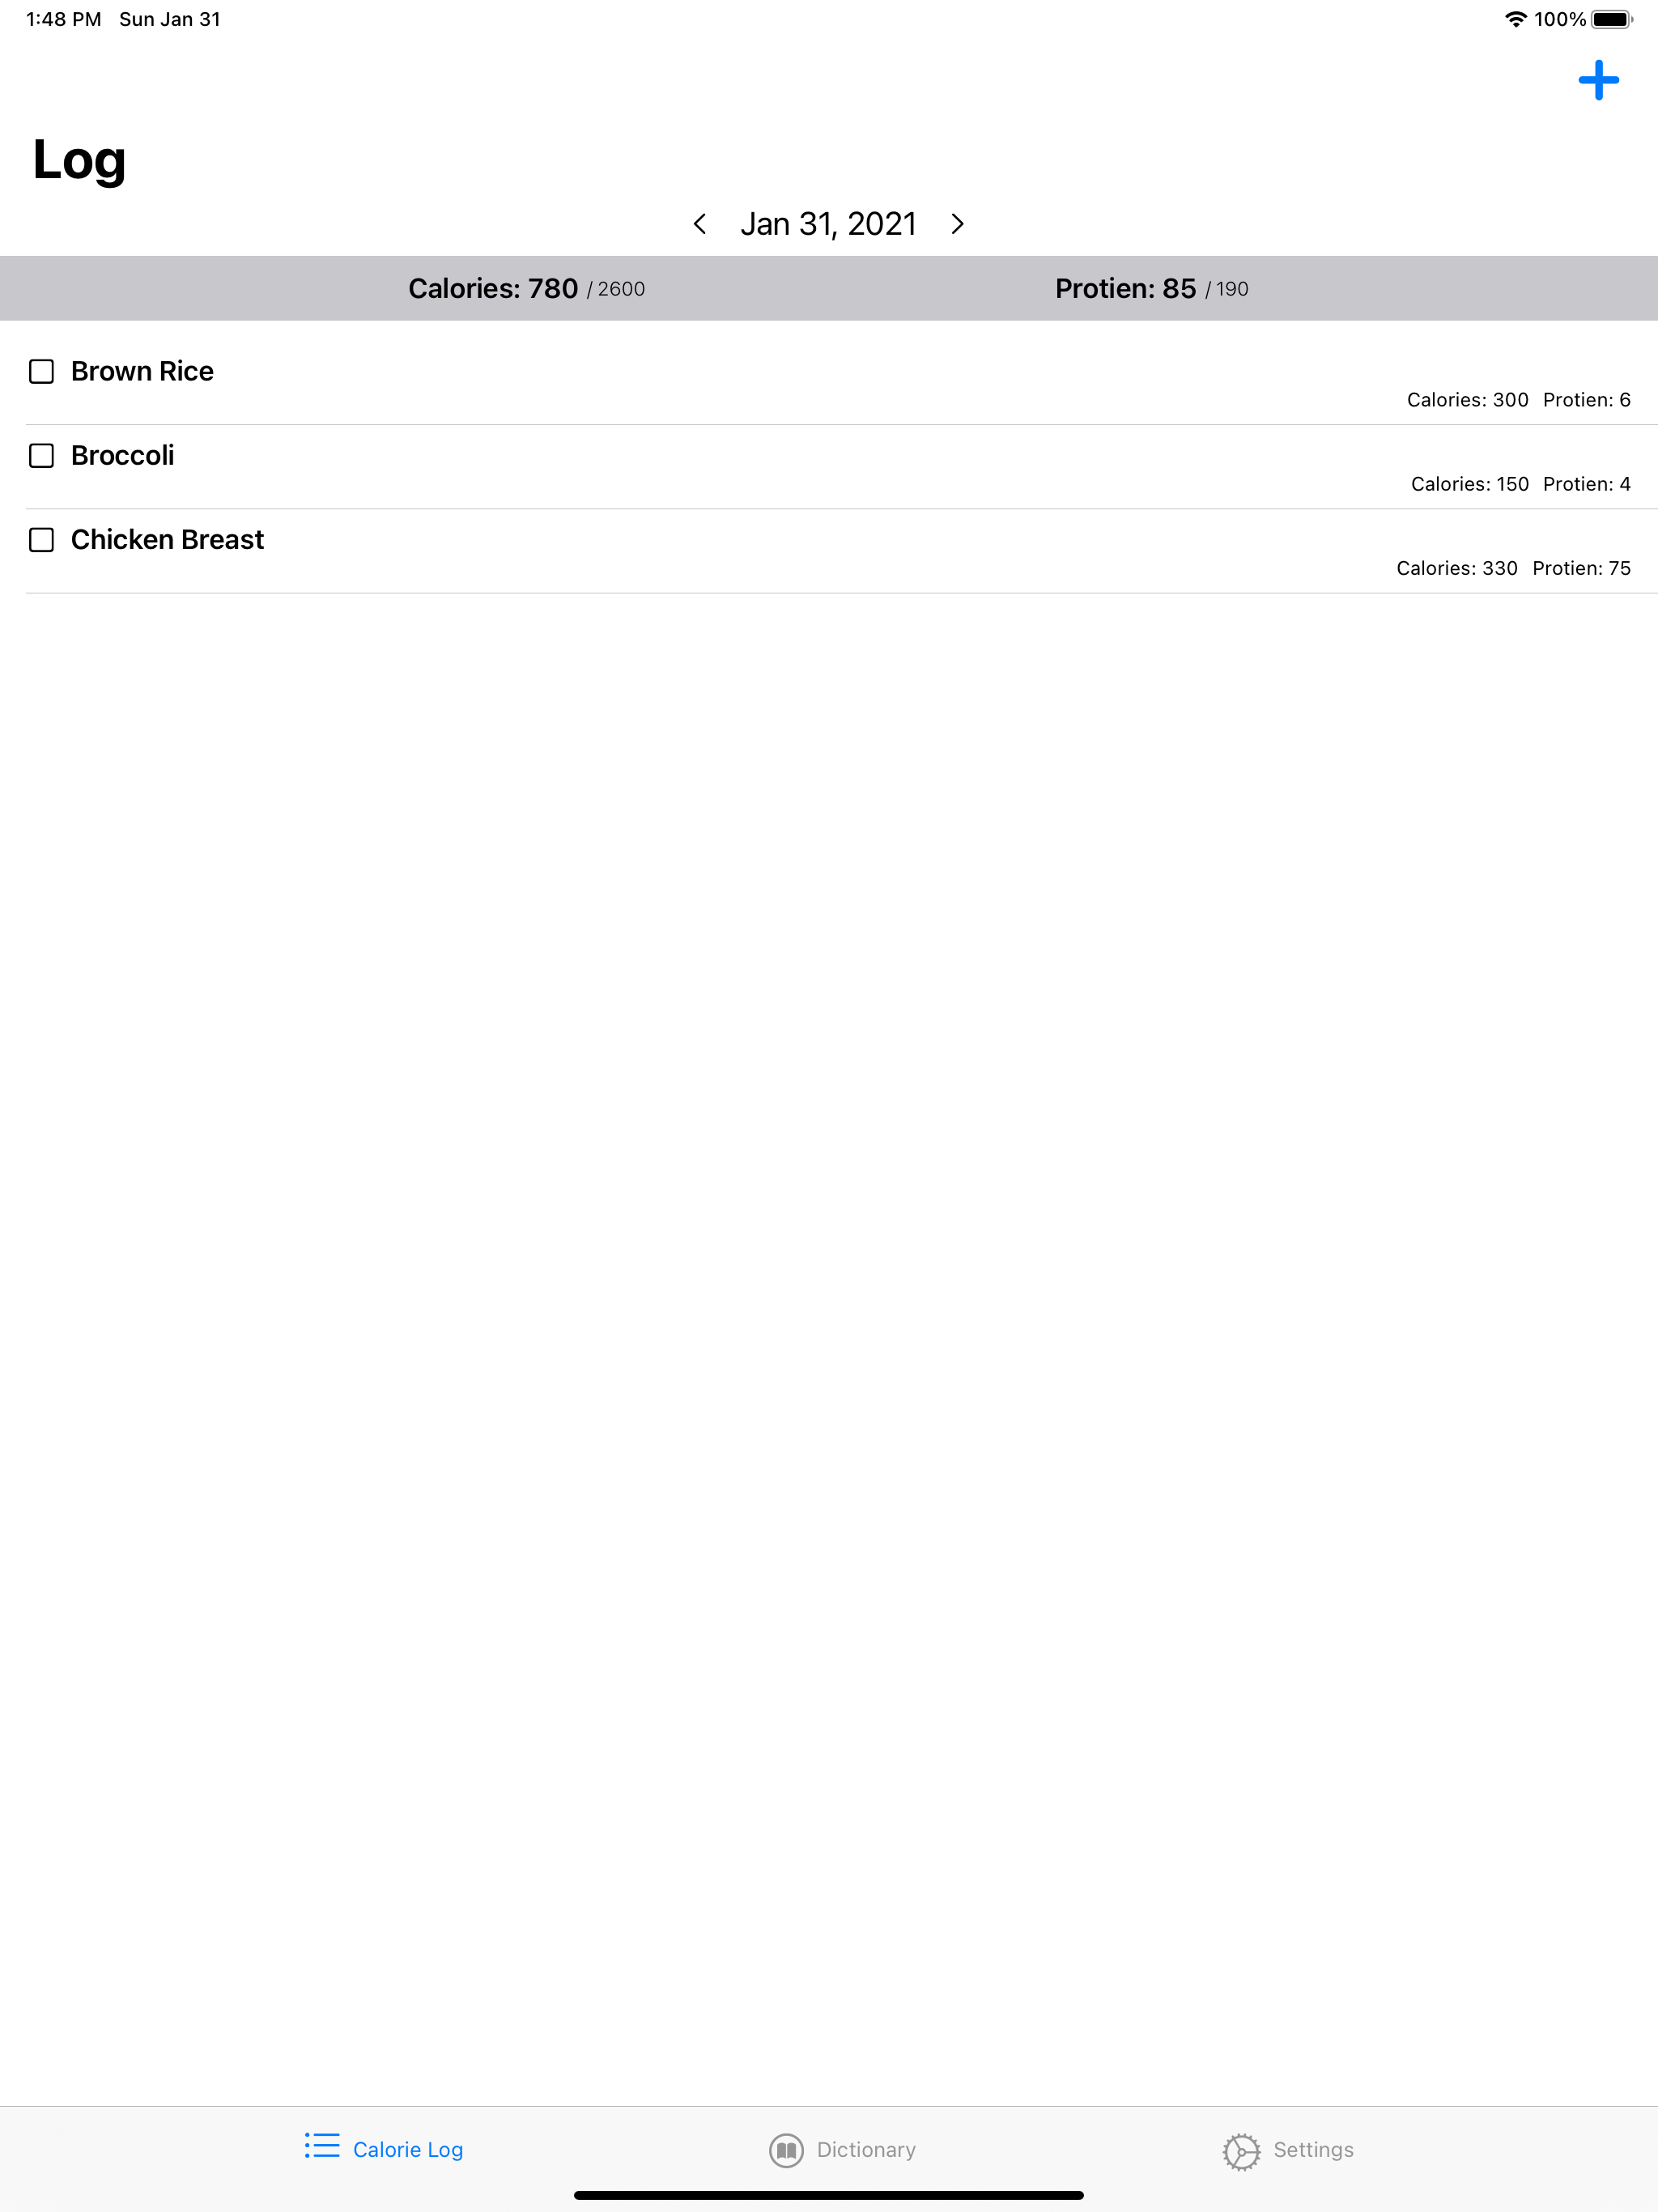 1:48 PM Sun Jan 31 100%
Log
Jan 31, 2021
Calories: 780 / 2600 Protien: 85 / 190
Brown Rice
Calories: 300 Protien: 6
Broccoli
Calories: 150 Protien: 4
Chicken Breast
Calories: 330 Protien: 75
Calorie Log Dictionary Settings